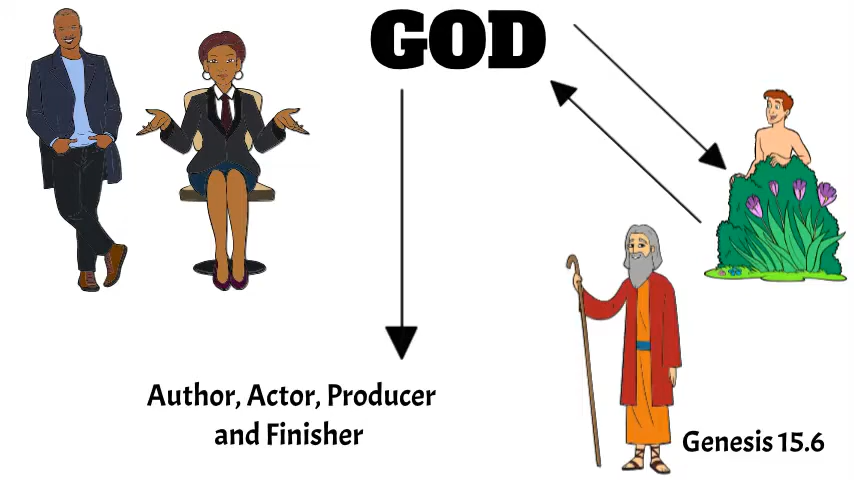 GOD
Author, Actor, Producer
and Finisher
Genesis 15.6